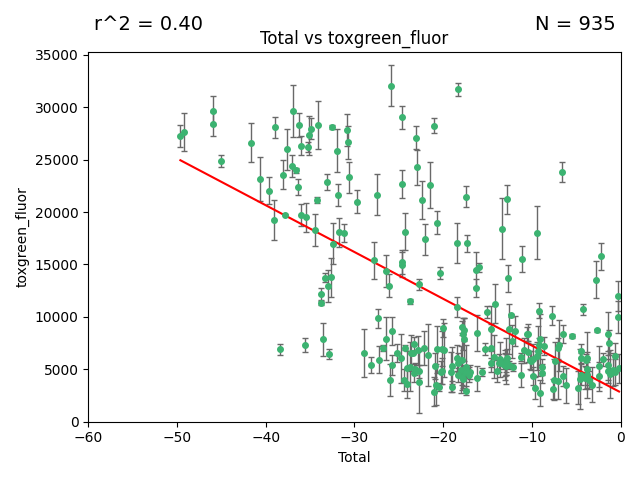 r^2 = 0.40 N = 935
Total vs toxgreen_fluor
35000
30000
25000
20000
15000
10000
5000
0
toxgreen_fluor
−60 −50 −40 −30 −20 −10 0
Total